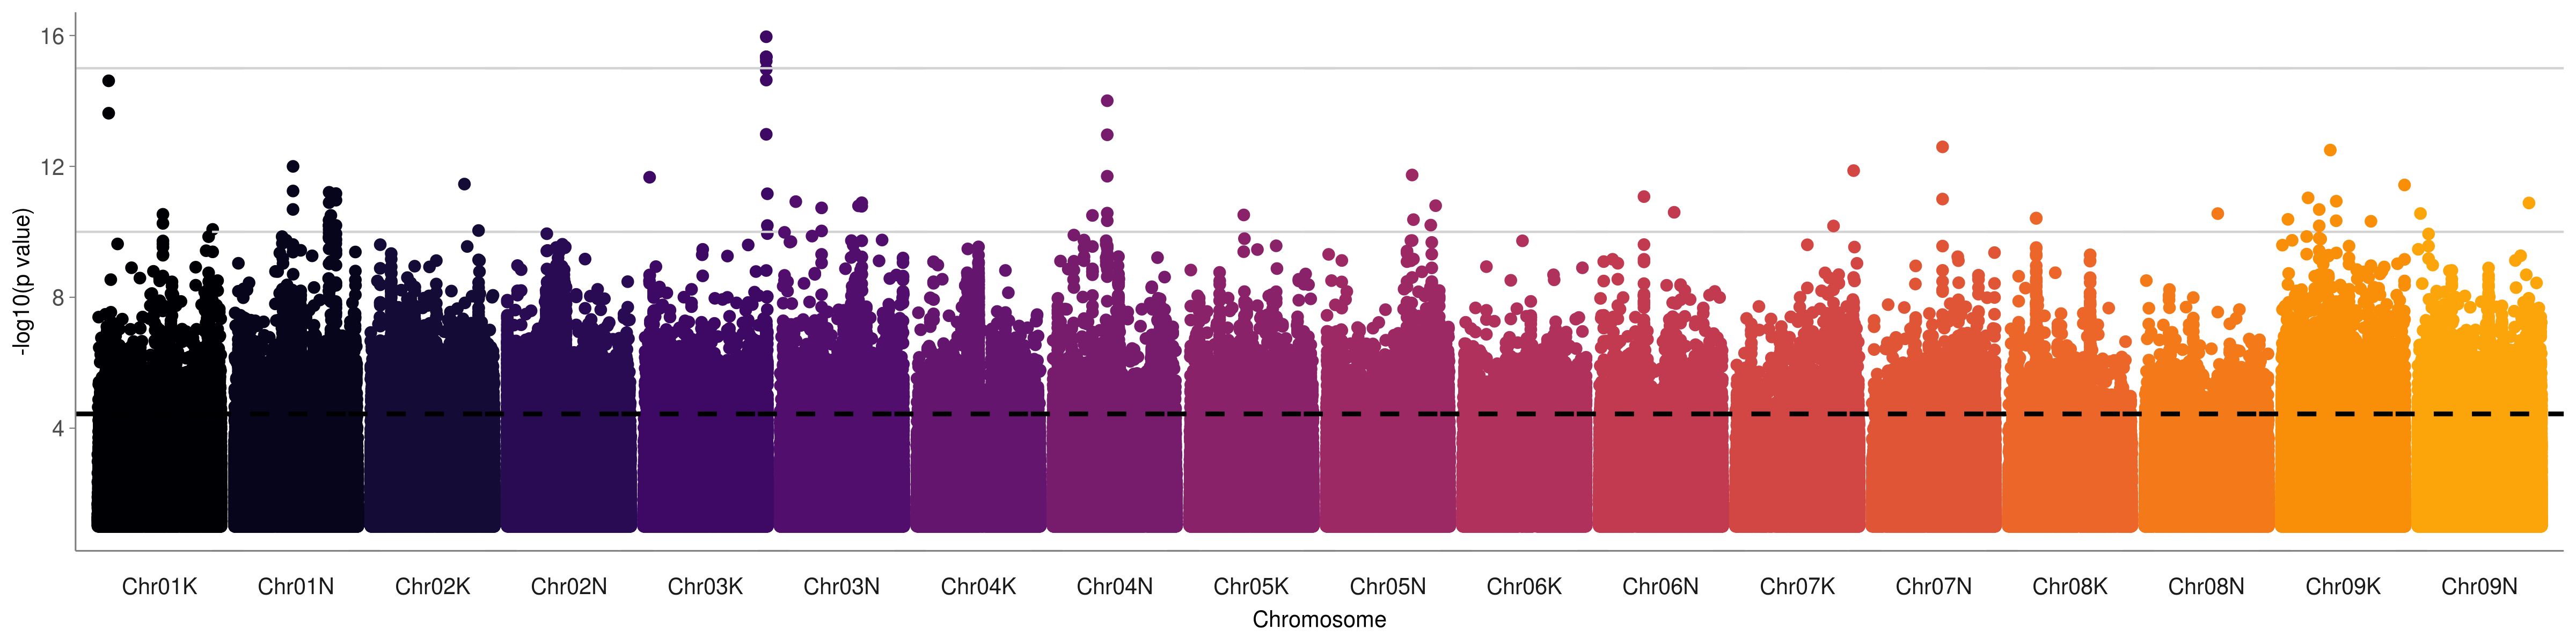 -log10(p value)
16
12
8
4
Chr01K Chr01N Chr02K Chr02N Chr03K Chr03N Chr04K Chr04N Chr05K Chr05N Chr06K Chr06N Chr07K Chr07N Chr08K Chr08N Chr09K Chr09N
Chromosome